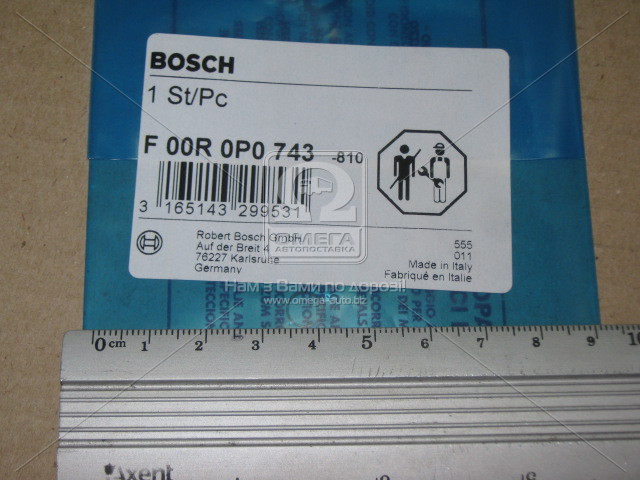 BOSCH
1 St/Pc
F 00R 0P0 743 -810
3 165143 299531
Robert Bosch GmbH
Auf der Breit 4
76227 Karlsruhe
Germany
555
011
Made in Italy
Fabriqué en Italie
ОМЕГА
АВТОПОСТАВКА
Нам з Вами по дорозі!
www.omega-auto.biz
0 cm 1 2 3 4 5 6 7 8 9 10
Axent